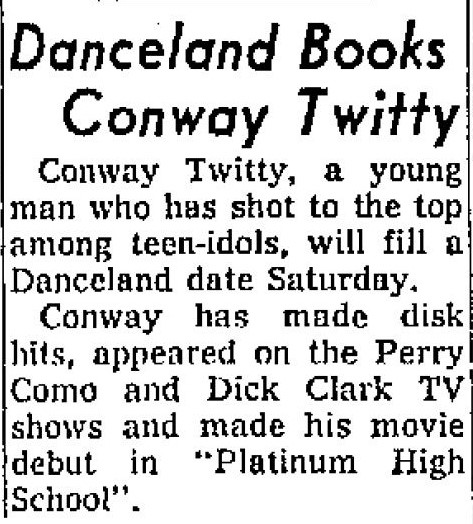 Danceland Books
Conway Twitty
Conway Twitty, a young
man who has shot to the top
among teen-idols, will fill a
Danceland date Saturday.
Conway has made disk
hits, appeared on the Perry
Como and Dick Clark TV
shows and made his movie
debut in "Platinum High
School".